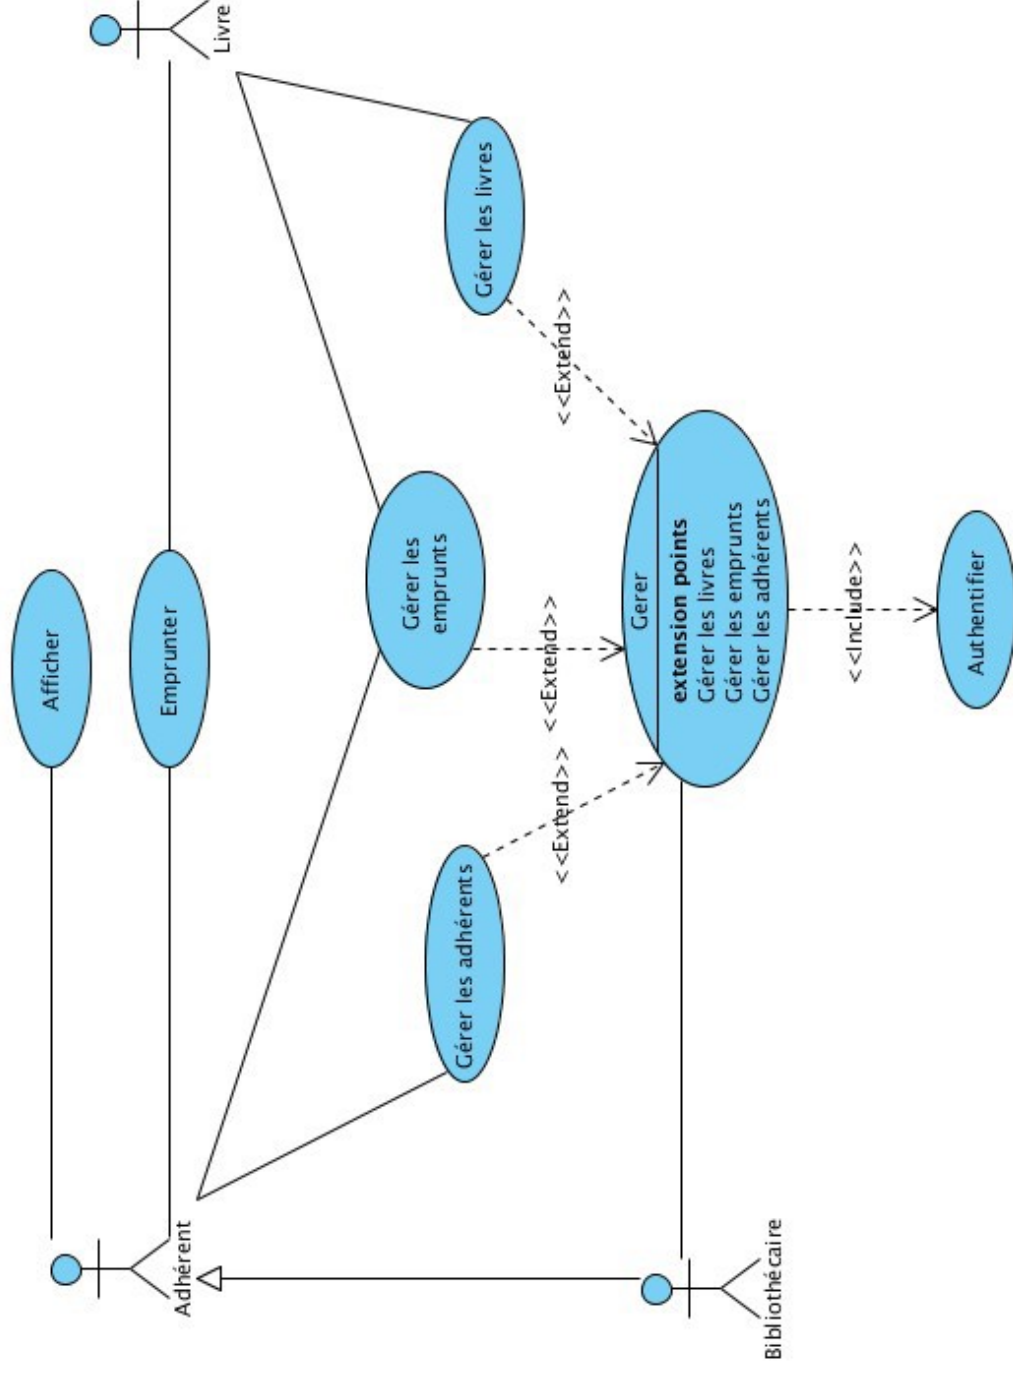 Afficher
Emprunter
Adhérent
Livre
Gérer les
emprunts
Gérer les adhérents
Gérer les livres
<<Extend>>
<<Extend>>
<<Extend>>
Gérer
extension points
Gérer les livres
Gérer les emprunts
Gérer les adhérents
Bibliothécaire
<<Include>>
Authentifier